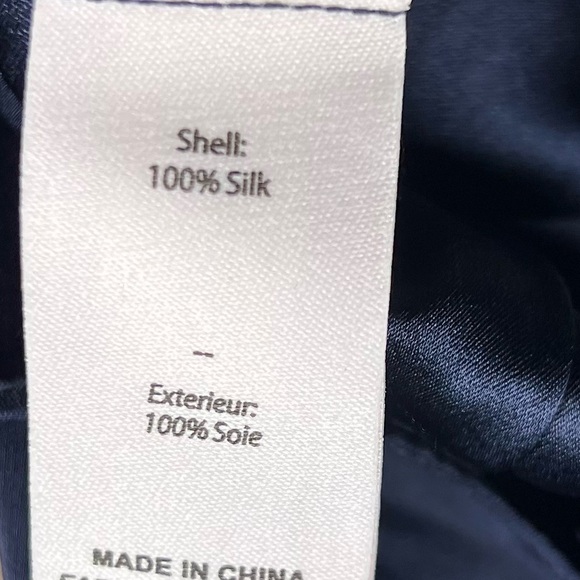 Shell:
100% Silk
–
Exterieur:
100% Soie
MADE IN CHINA